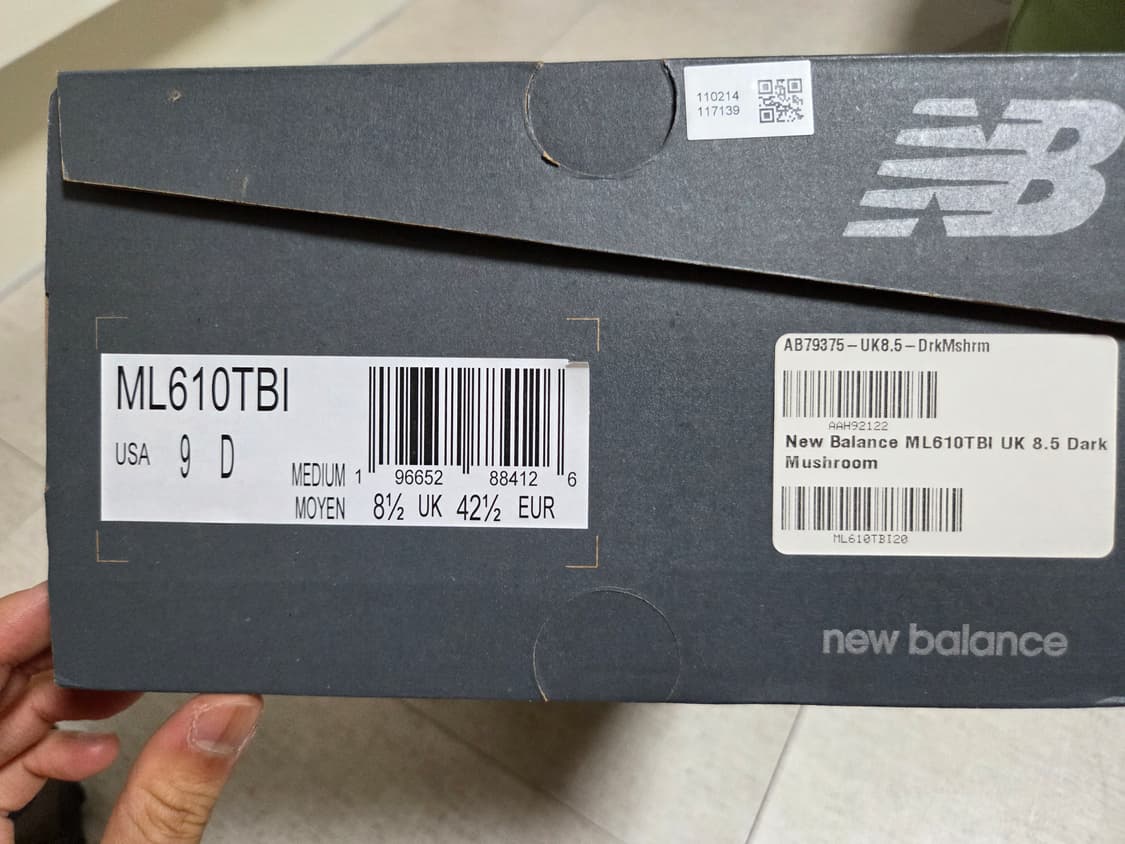 110214
117139
NB
ML610TBI
USA 9 D
MEDIUM 1 96652 88412 6
MOYEN 8½ UK 42½ EUR
AB79375-UK8.5-DrkMshrm
AAH92122
New Balance ML610TBI UK 8.5 Dark
Mushroom
ML610TBI20
new balance